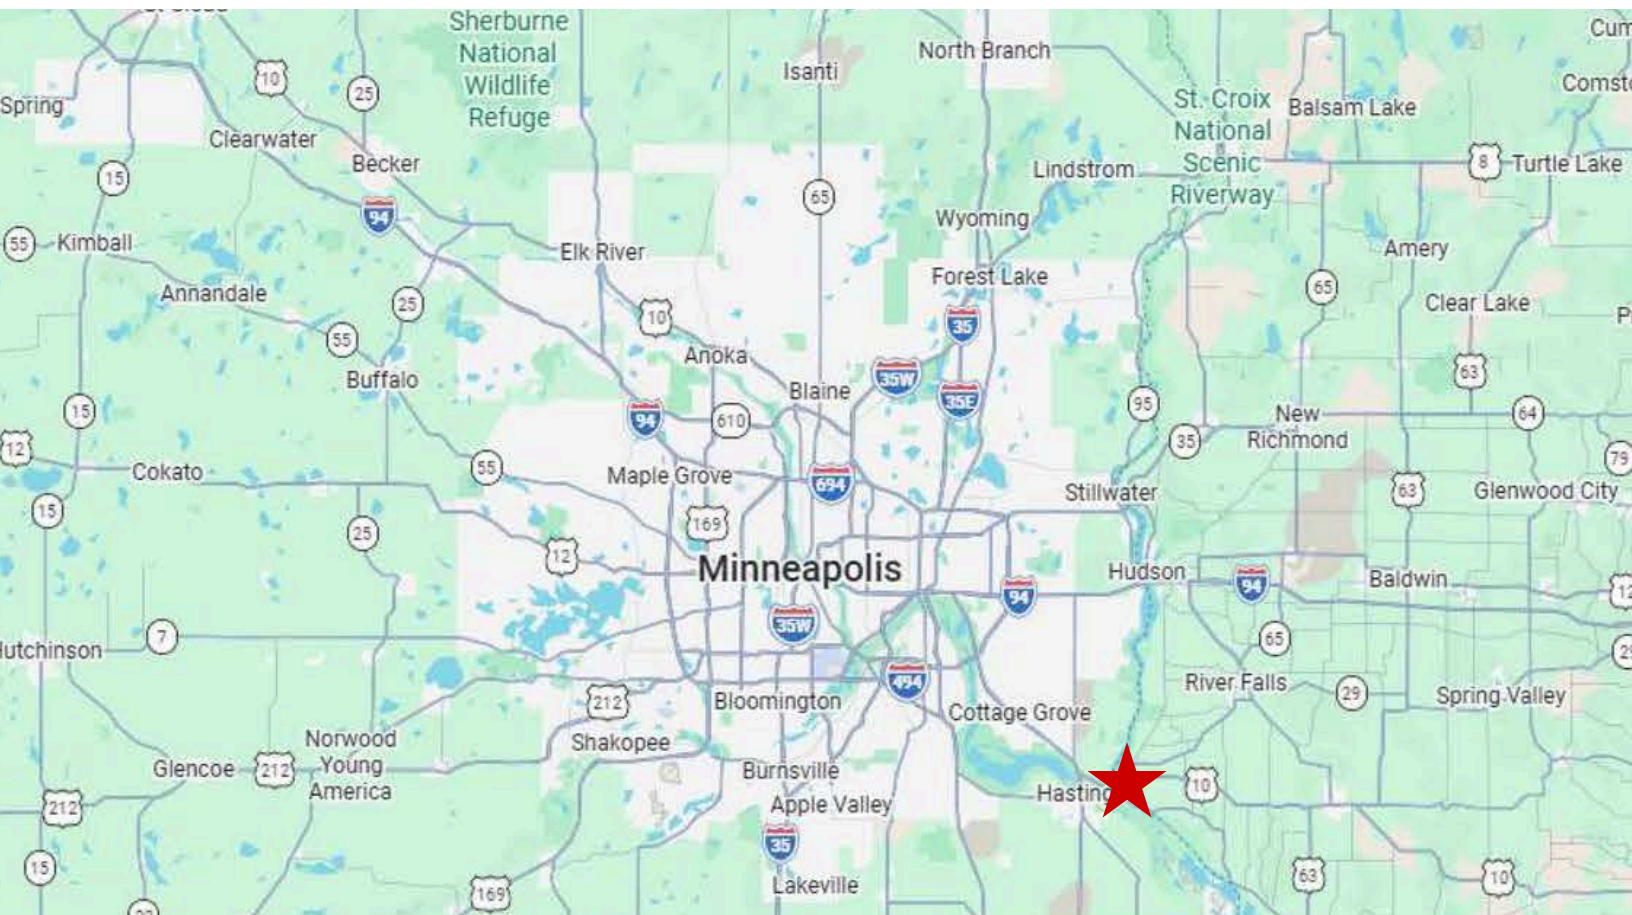 Sherburne
National
Wildlife
Refuge
Isanti
North Branch
10
25
Spring
Clearwater
Becker
15
St. Croix
National
Scenic
Riverway
Balsam Lake
8
Turtle Lake
Lindstrom
94
65
Wyoming
55
Kimball
Elk River
Amery
Forest Lake
Annandale
25
65
Clear Lake
10
35
55
Anoka
Buffalo
35W
63
Blaine
35E
15
94
610
95
New
Richmond
64
12
35
Cokato
55
Maple Grove
694
79
Stillwater
63
Glenwood City
15
169
25
12
Minneapolis
Hudson
94
Baldwin
12
94
35W
7
65
494
River Falls
29
Spring Valley
212
Bloomington
Cottage Grove
Shakopee
Norwood
Young
America
Glencoe
212
Burnsville
10
Hasting
Apple Valley
212
35
15
Lakeville
169
63
10